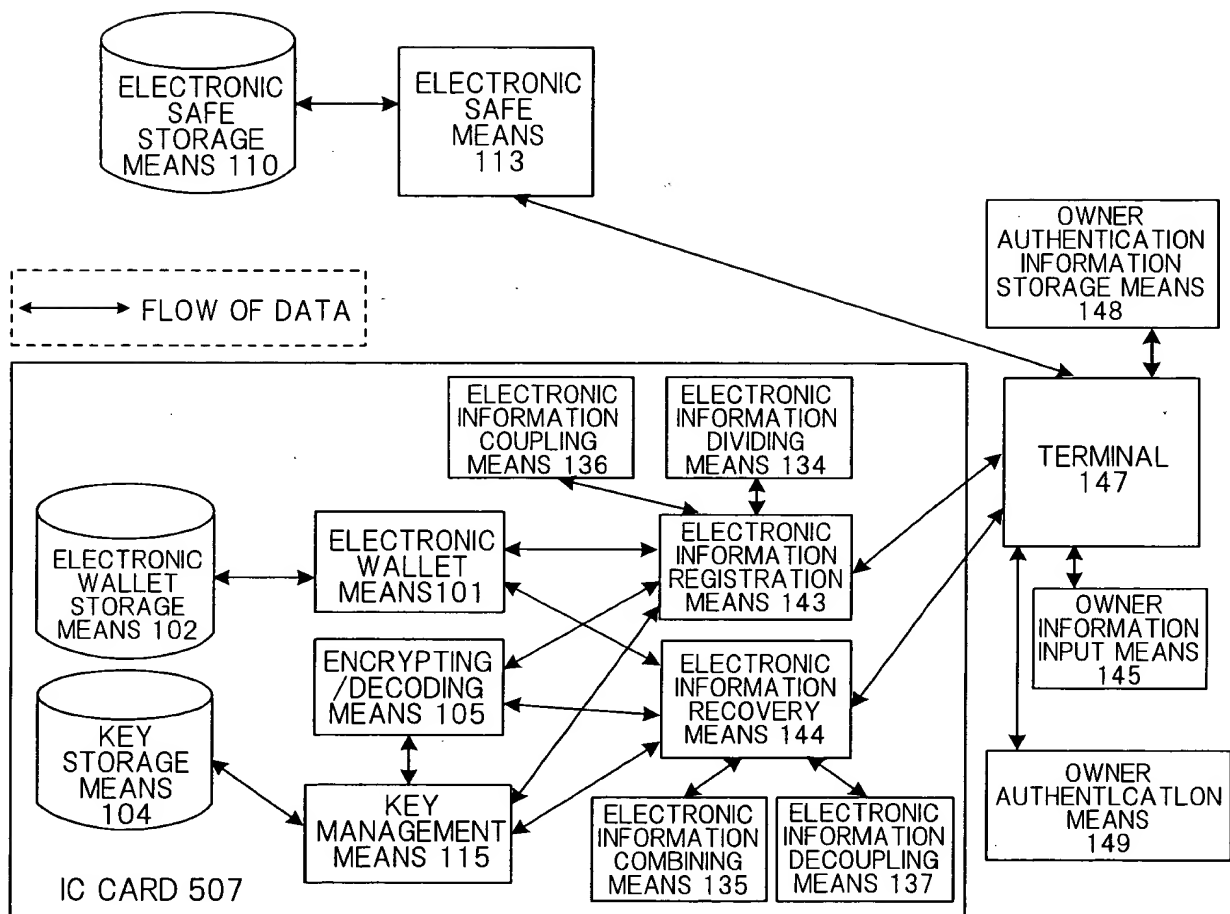 ELECTRONIC
SAFE
STORAGE
MEANS 110
ELECTRONIC
SAFE
MEANS
113
OWNER
AUTHENTICATION
INFORMATION
STORAGE MEANS
148
FLOW OF DATA
ELECTRONIC
INFORMATION
COUPLING
MEANS 136
ELECTRONIC
INFORMATION
DIVIDING
MEANS 134
TERMINAL
147
ELECTRONIC
WALLET
STORAGE
MEANS 102
ELECTRONIC
WALLET
MEANS101
ELECTRONIC
INFORMATION
REGISTRATION
MEANS 143
OWNER
INFORMATION
INPUT MEANS
145
ENCRYPTING
/DECODING
MEANS 105
ELECTRONIC
INFORMATION
RECOVERY
MEANS 144
KEY
STORAGE
MEANS
104
KEY
MANAGEMENT
MEANS 115
ELECTRONIC
INFORMATION
COMBINING
MEANS 135
ELECTRONIC
INFORMATION
DECOUPLING
MEANS 137
OWNER
AUTHENTLCATLON
MEANS
149
IC CARD 507